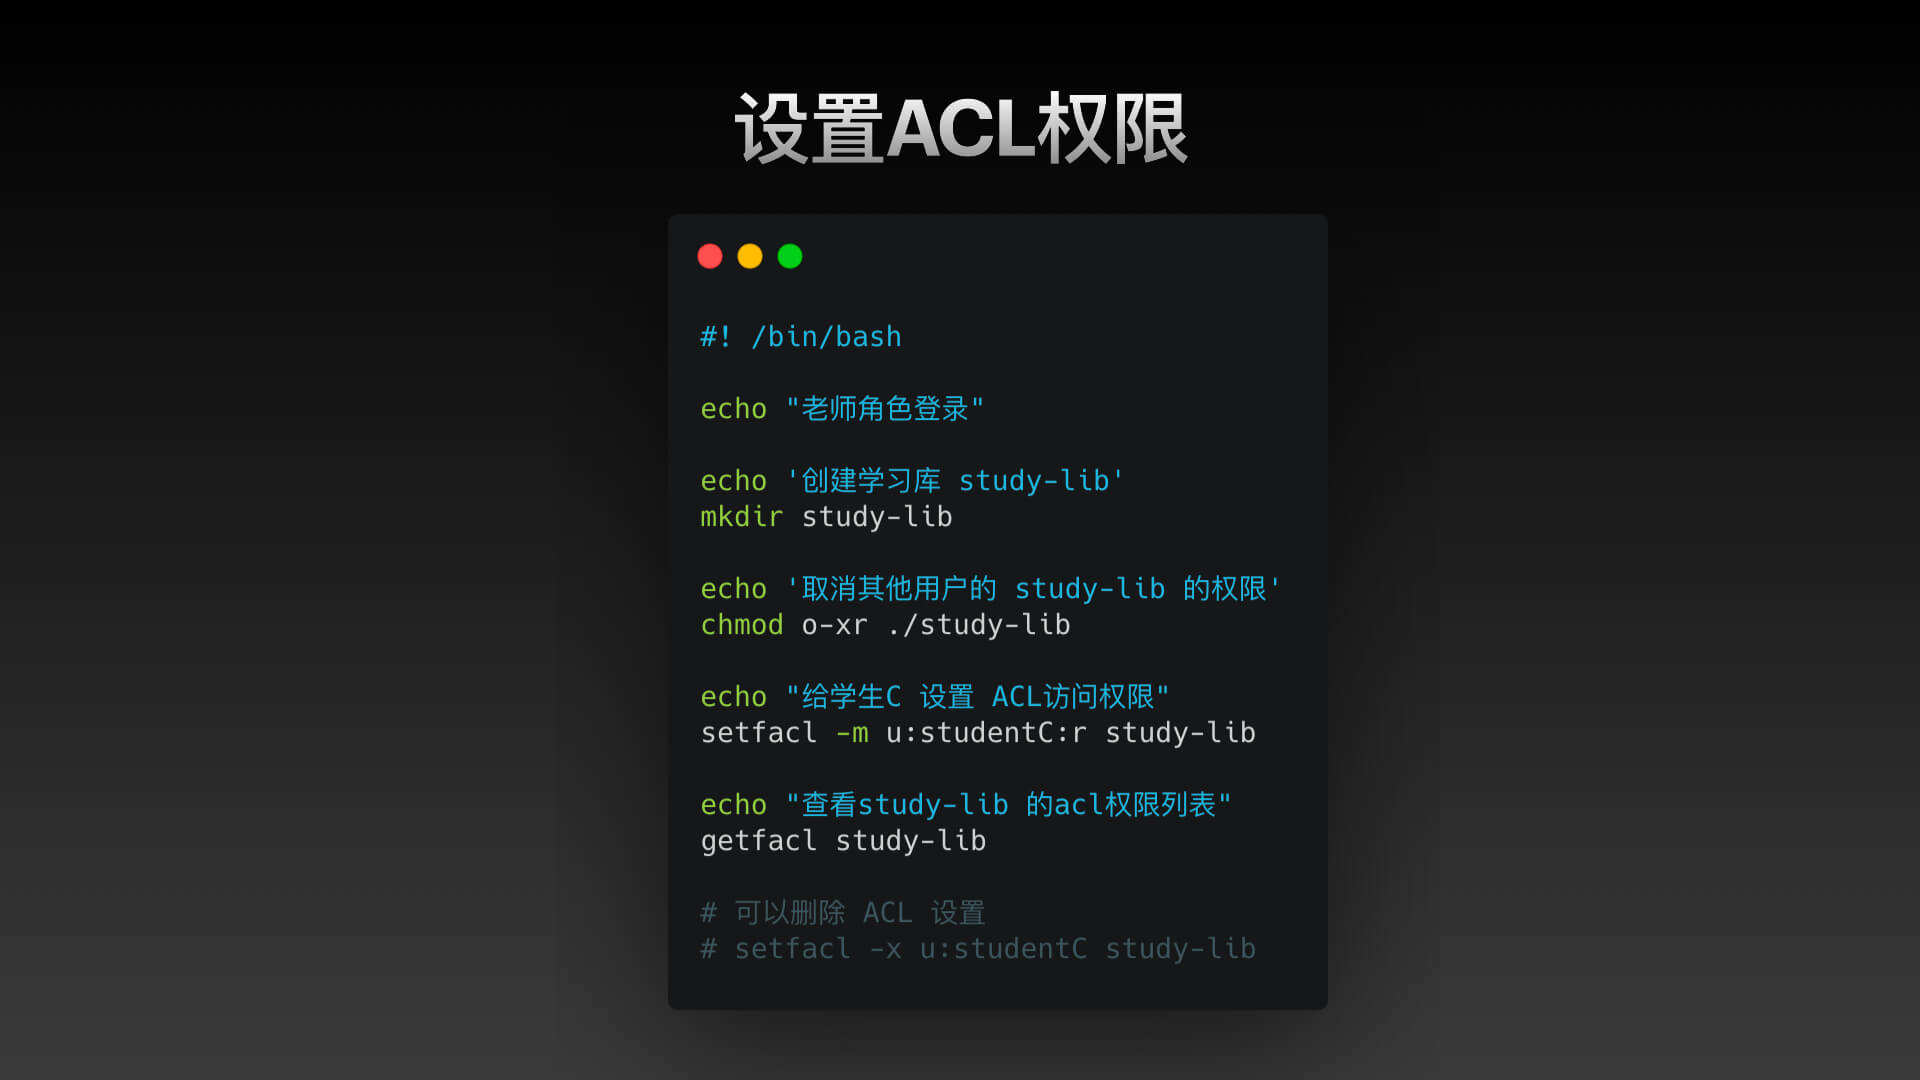 设置ACL权限
#! /bin/bash
echo "老师角色登录"
echo '创建学习库 study-lib'
mkdir study-lib
echo '取消其他用户的 study-lib 的权限'
chmod o-xr ./study-lib
echo "给学生C 设置 ACL访问权限"
setfacl -m u:studentC:r study-lib
echo "查看study-lib 的acl权限列表"
getfacl study-lib
# 可以删除 ACL 设置
# setfacl -x u:studentC study-lib